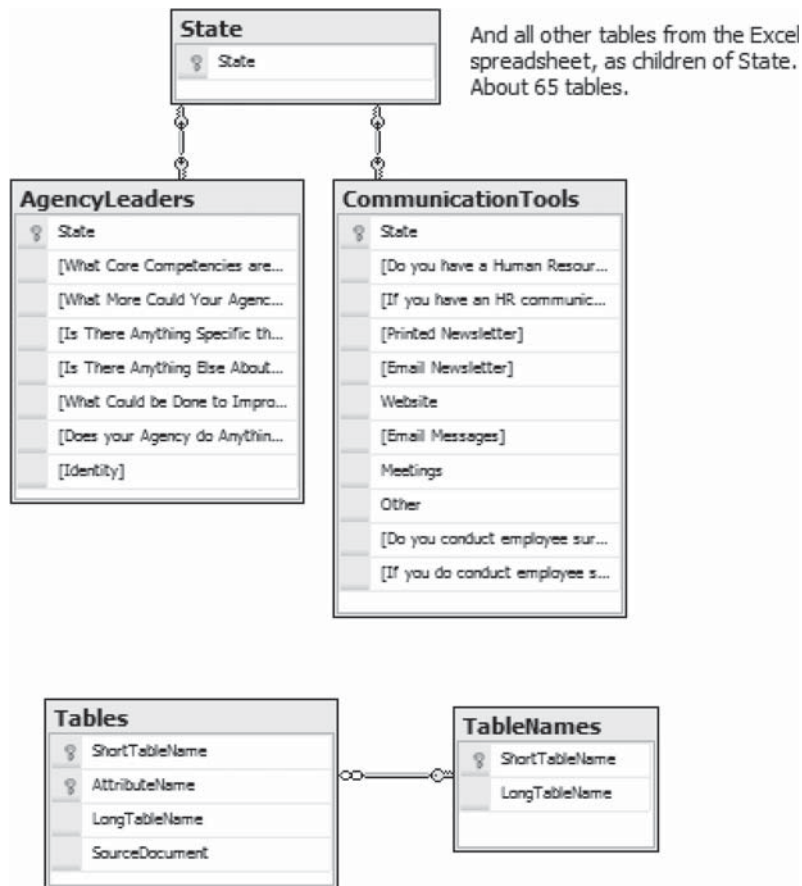 State
State
And all other tables from the Excel
spreadsheet, as children of State.
About 65 tables.
AgencyLeaders
State
[What Core Competencies are...
[What More Could Your Agenc...
[Is There Anything Specific th...
[Is There Anything Else About...
[What Could be Done to Impro...
[Does your Agency do Anythin...
[Identity]
CommunicationTools
State
[Do you have a Human Resour...
[If you have an HR communic...
[Printed Newsletter]
[Email Newsletter]
Website
[Email Messages]
Meetings
Other
[Do you conduct employee sur...
[If you do conduct employee s...
Tables
ShortTableName
AttributeName
LongTableName
SourceDocument
TableNames
ShortTableName
LongTableName